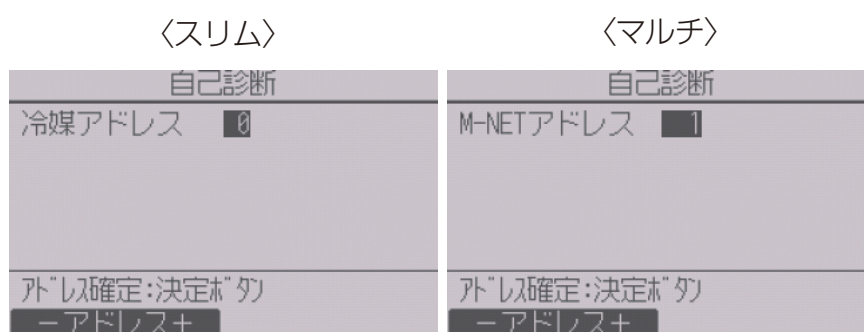 〈スリム〉
自己診断
冷媒アドレス 0
アドレス確定:決定ボタン
－アドレス＋
〈マルチ〉
自己診断
M-NETアドレス 1
アドレス確定:決定ボタン
－アドレス＋